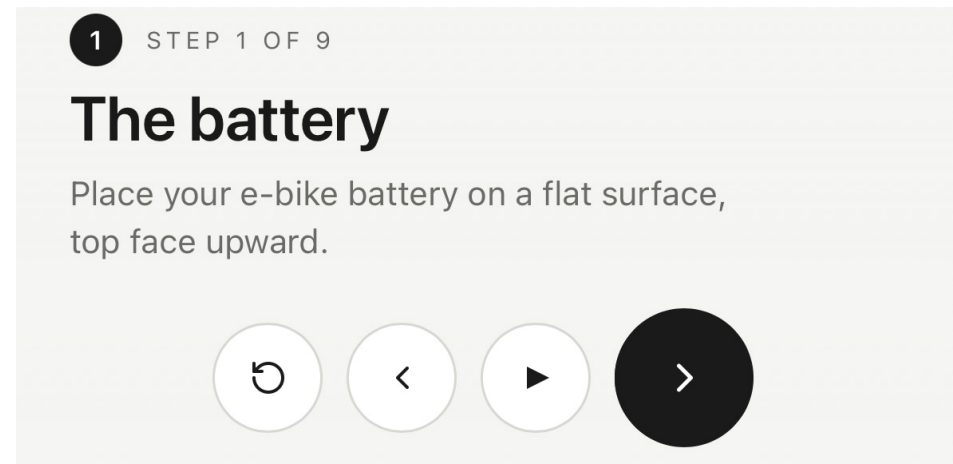 1 STEP 1 OF 9
The battery
Place your e-bike battery on a flat surface,
top face upward.